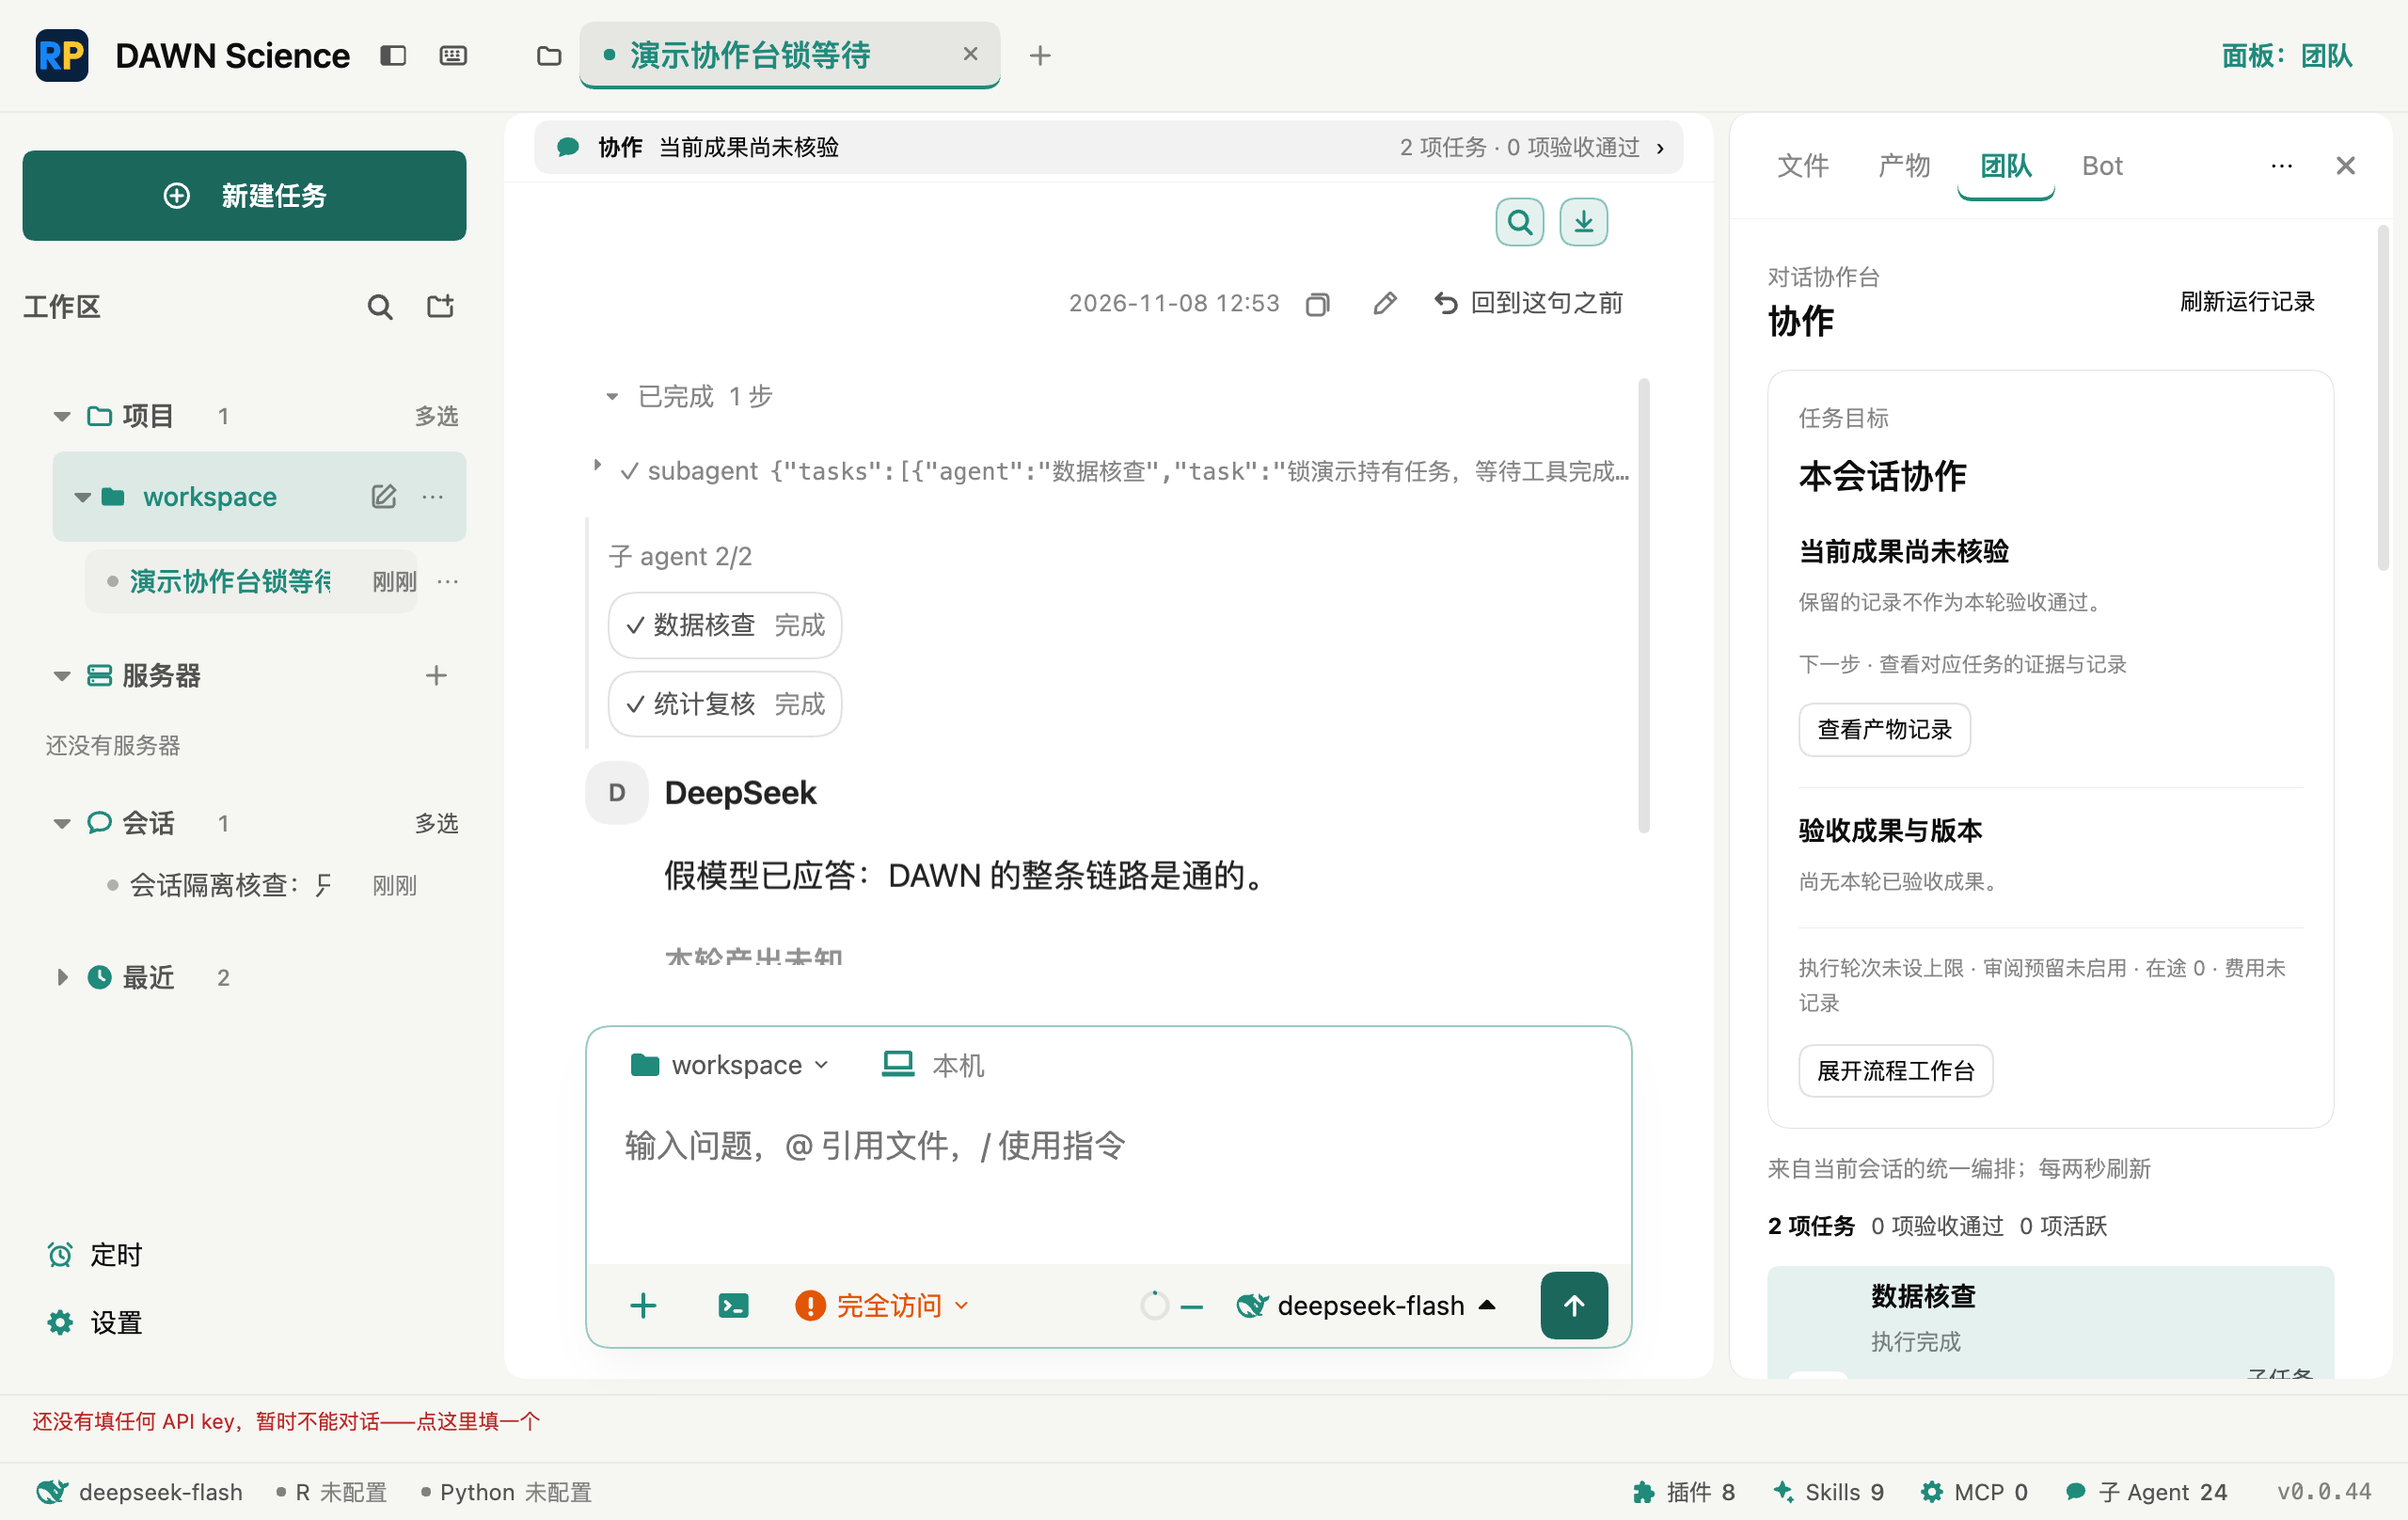 RP DAWN Science
演示协作台锁等待
面板：团队
新建任务
工作区
项目 1 多选
workspace
演示协作台锁等待 刚刚
服务器
还没有服务器
会话 1 多选
会话隔离核查： 刚刚
最近 2
定时
设置
协作 当前成果尚未核验 2 项任务 · 0 项验收通过 ›
2026-11-08 12:53 回到这句之前
已完成 1 步
subagent {"tasks":[{"agent":"数据核查","task":"锁演示持有任务，等待工具完成…
子 agent 2/2
数据核查 完成
统计复核 完成
D DeepSeek
假模型已应答：DAWN 的整条链路是通的。
本轮产出未知
workspace 本机
输入问题，@ 引用文件，/ 使用指令
完全访问 deepseek-flash
文件 产物 团队 Bot
对话协作台
协作
刷新运行记录
任务目标
本会话协作
当前成果尚未核验
保留的记录不作为本轮验收通过。
下一步 · 查看对应任务的证据与记录
查看产物记录
验收成果与版本
尚无本轮已验收成果。
执行轮次未设上限 · 审阅预留未启用 · 在途 0 · 费用未
记录
展开流程工作台
来自当前会话的统一编排；每两秒刷新
2 项任务 0 项验收通过 0 项活跃
数据核查
执行完成
子任务
还没有填任何 API key，暂时不能对话——点这里填一个
deepseek-flash R 未配置 Python 未配置
插件 8 Skills 9 MCP 0 子 Agent 24 v0.0.44